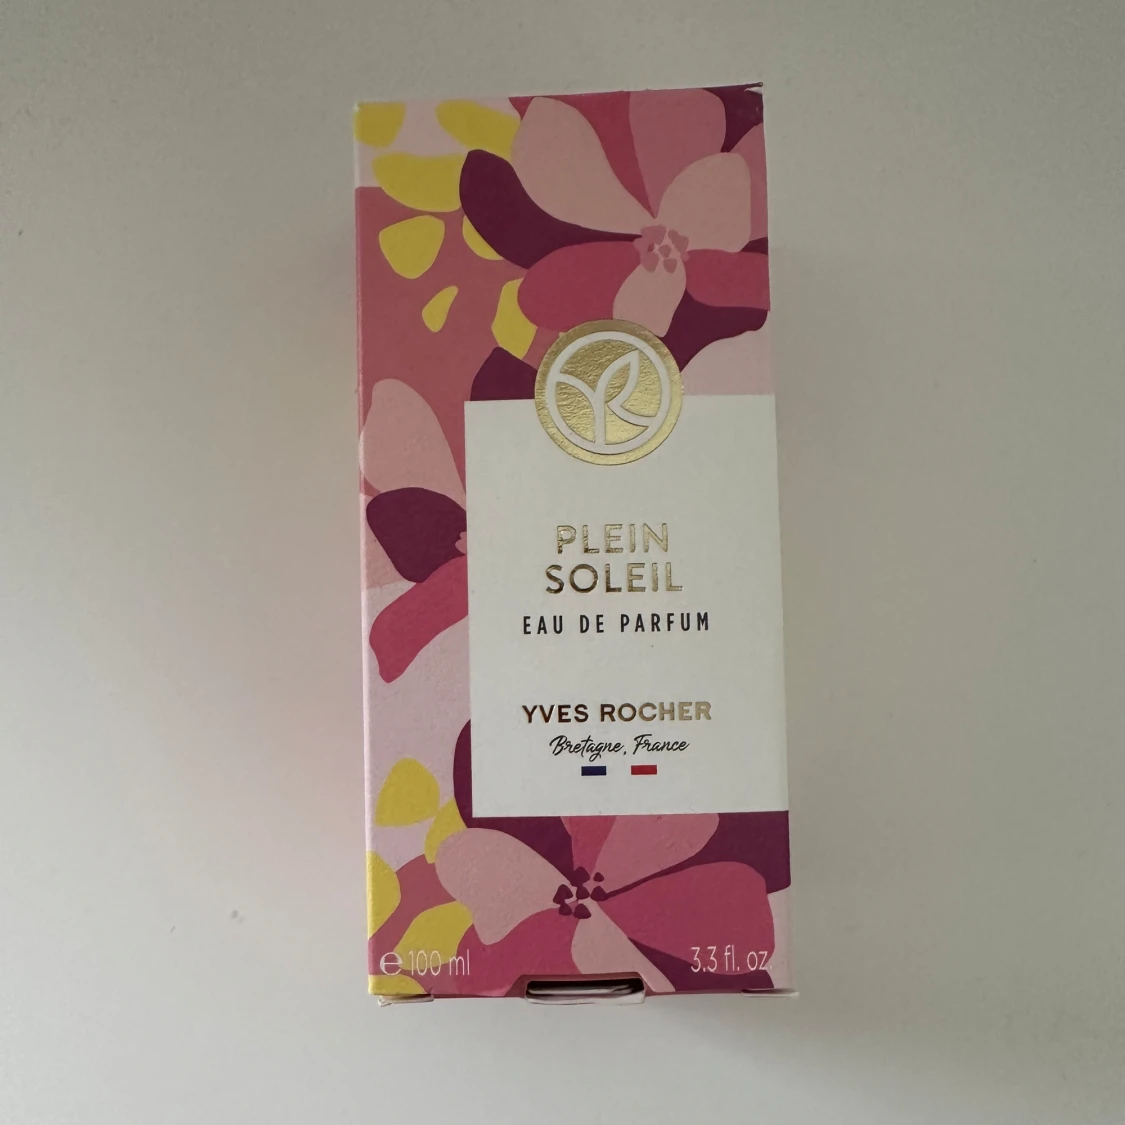 PLEIN
SOLEIL
EAU DE PARFUM
YVES ROCHER
Bretagne, France
℮ 100 ml
3.3 fl. oz.